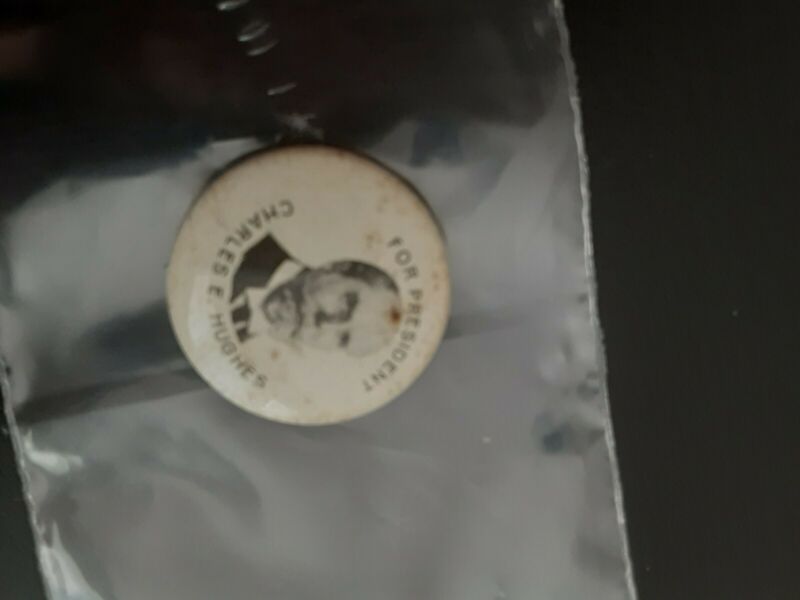 FOR PRESIDENT
CHARLES E. HUGHES